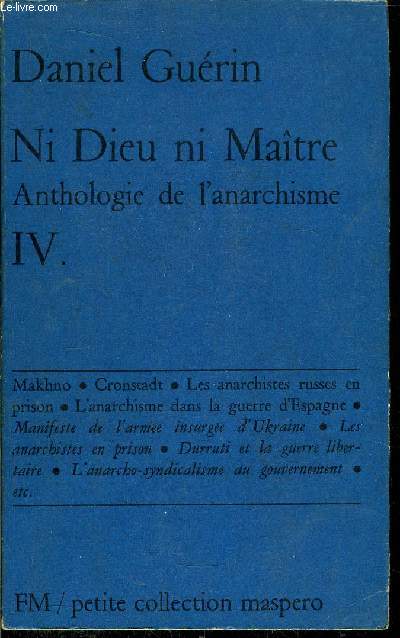 www.le-livre.com
Daniel Guérin
Ni Dieu ni Maître
Anthologie de l'anarchisme
IV.
Makhno • Cronstadt • Les anarchistes russes en
prison • L'anarchisme dans la guerre d'Espagne •
Manifeste de l'armée insurgée d'Ukraine • Les
anarchistes en prison • Durruti et la guerre liber-
taire • L'anarcho-syndicalisme au gouvernement •
etc.
FM/petite collection maspero